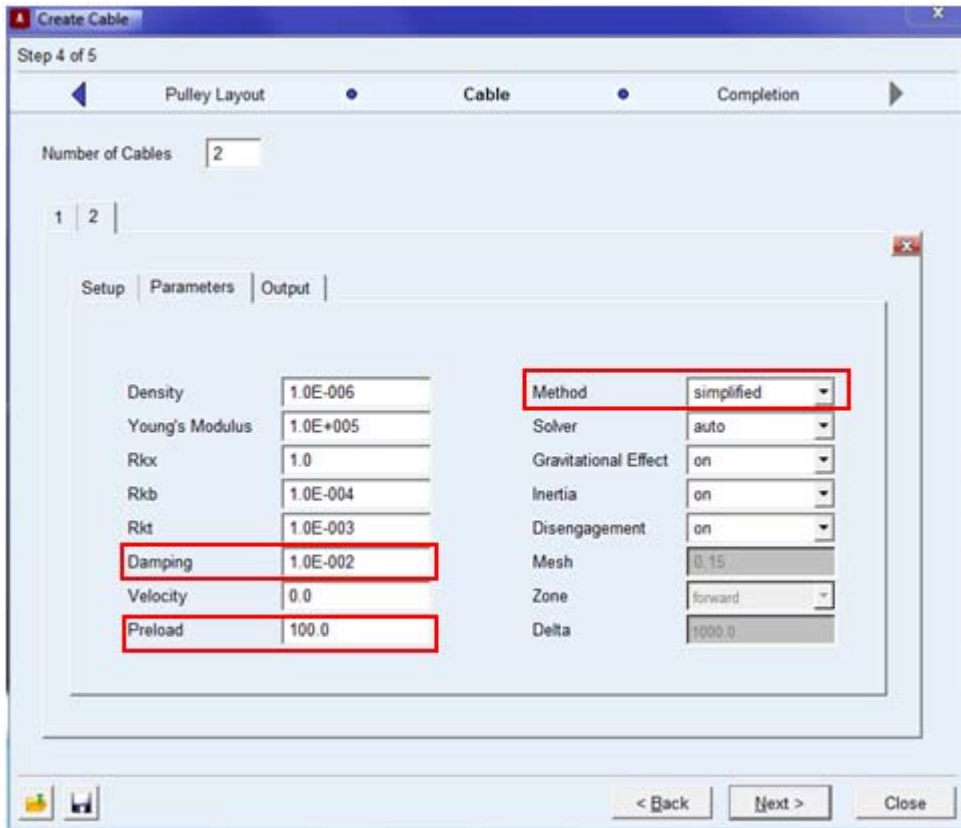 Create Cable
Step 4 of 5
Pulley Layout Cable Completion
Number of Cables 2
1 2
Setup Parameters Output
Density 1.0E-006 Method simplified
Young's Modulus 1.0E+005 Solver auto
Rkx 1.0 Gravitational Effect on
Rkb 1.0E-004 Inertia on
Rkt 1.0E-003 Disengagement on
Damping 1.0E-002 Mesh 0.15
Velocity 0.0 Zone forward
Preload 100.0 Delta 1000.0
< Back Next > Close